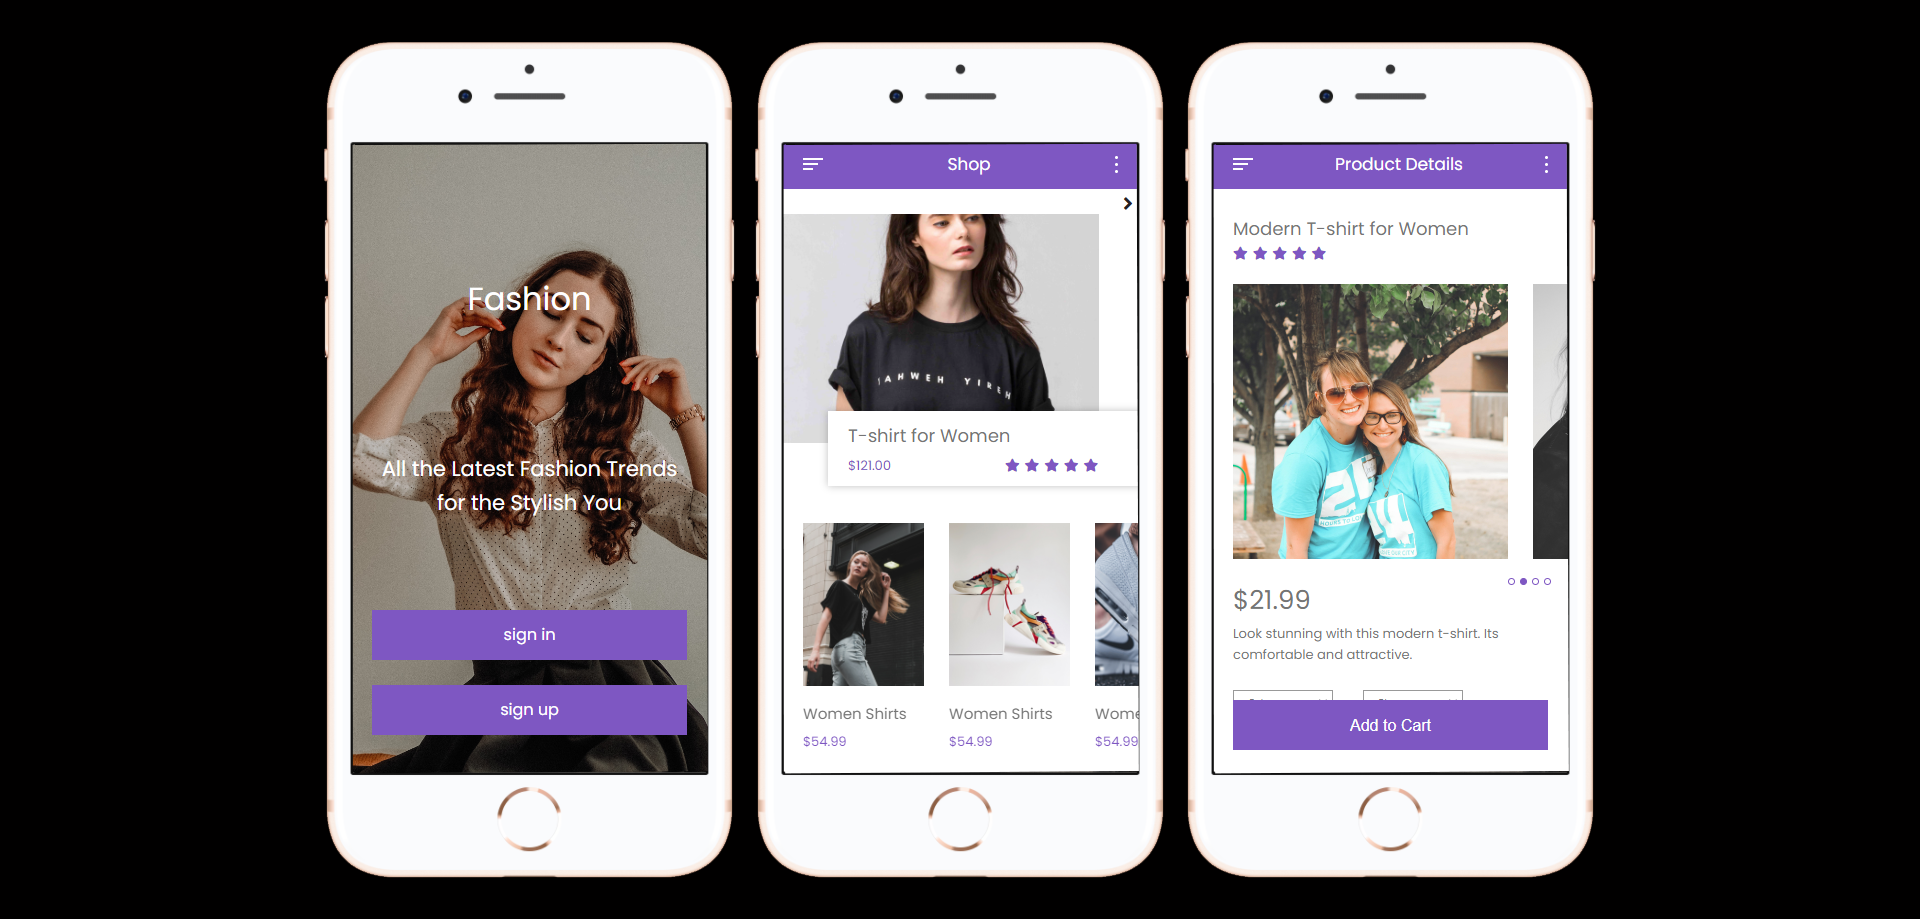 Fashion
All the Latest Fashion Trends
for the Stylish You
sign in
sign up
Shop
AHWEH YIREH
T-shirt for Women
$121.00
Women Shirts
$54.99
Women Shirts
$54.99
Wome
$54.99
Product Details
Modern T-shirt for Women
$21.99
Look stunning with this modern t-shirt. Its
comfortable and attractive.
Add to Cart